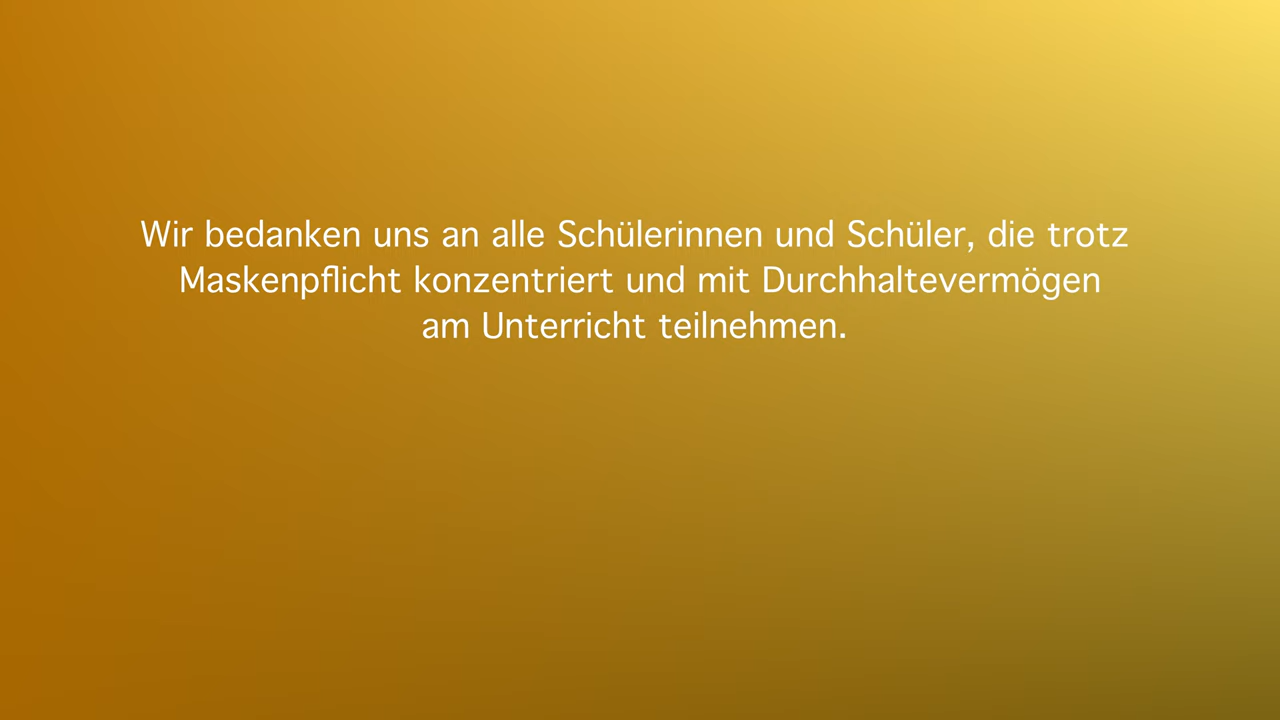 Wir bedanken uns an alle Schülerinnen und Schüler, die trotz
Maskenpflicht konzentriert und mit Durchhaltevermögen
am Unterricht teilnehmen.